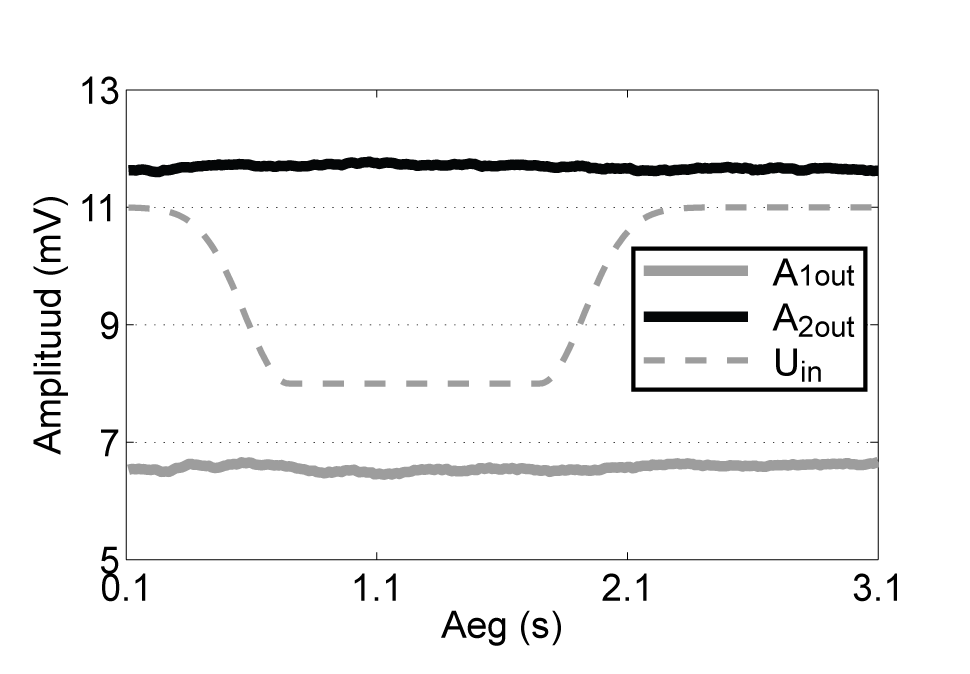 13
11
9
7
5
Amplituud (mV)
0.1 1.1 2.1 3.1
Aeg (s)
A1out
A2out
Uin